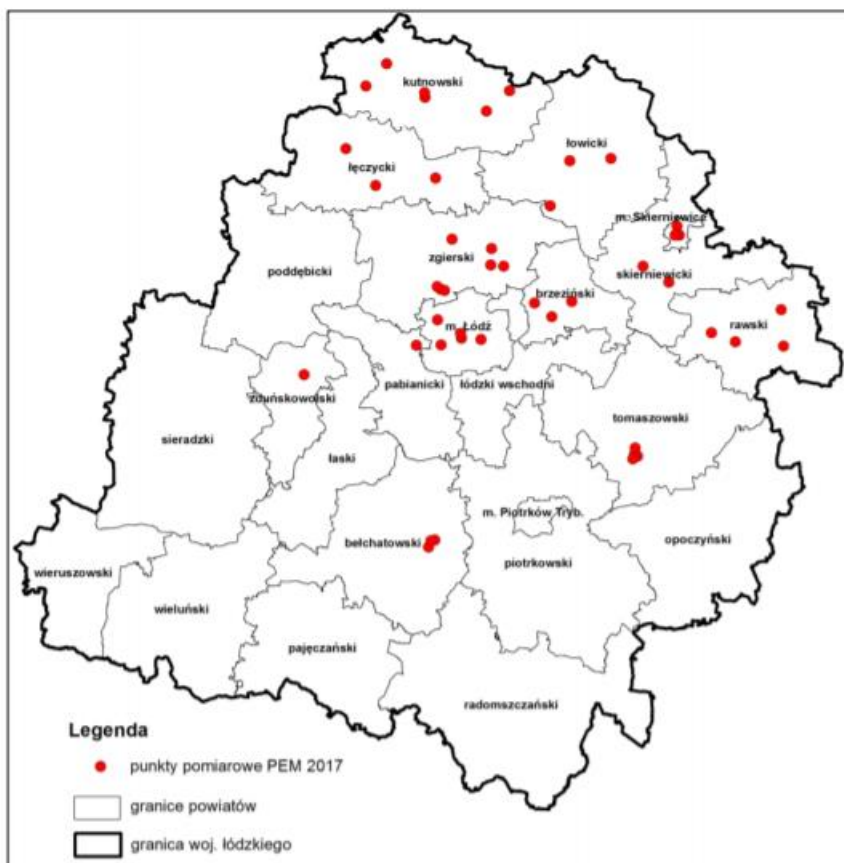 kutnowski
łowicki
łęczycki
m. Skierniewice
zgierski
poddębicki
skierniewicki
brzeziński
m. Łódź
rawski
pabianicki
łódzki wschodni
zduńskowolski
tomaszowski
sieradzki
łaski
m. Piotrków Tryb.
bełchatowski
opoczyński
piotrkowski
wieruszowski
wieluński
pajęczański
radomszczański
Legenda
punkty pomiarowe PEM 2017
granice powiatów
granica woj. łódzkiego